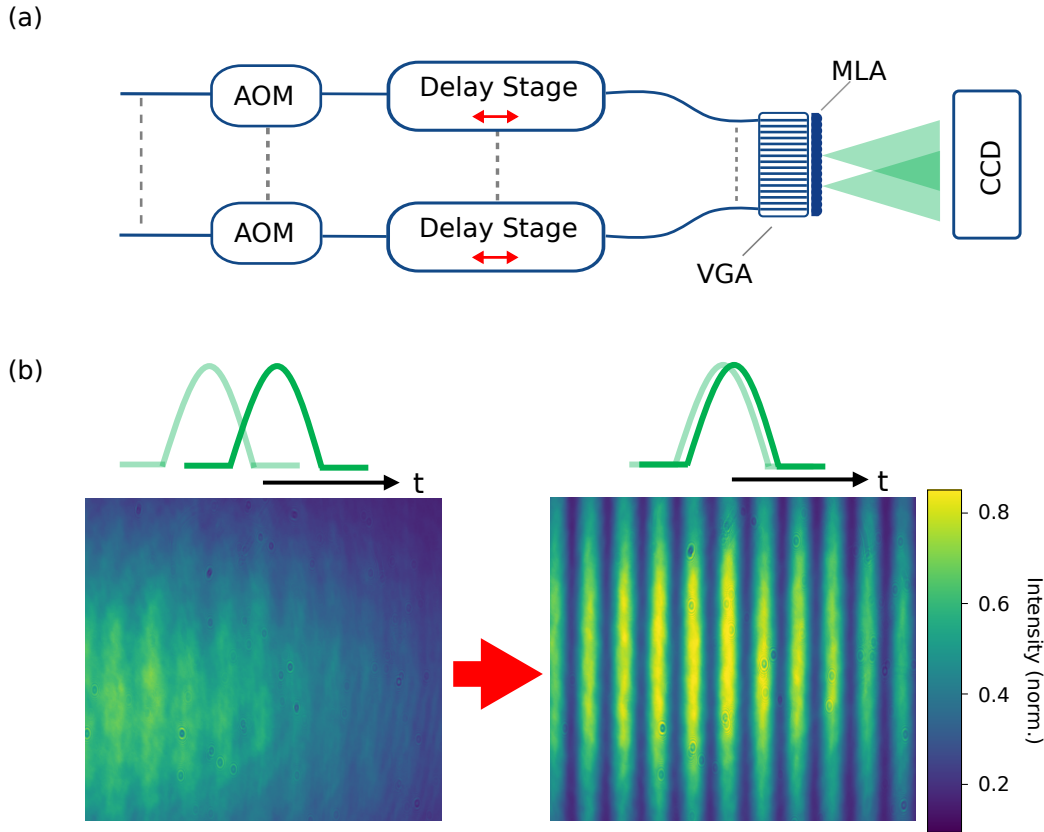 (a)
AOM
Delay Stage
MLA
CCD
AOM
Delay Stage
VGA
(b)
t
t
0.8
0.6
0.4
0.2
Intensity (norm.)